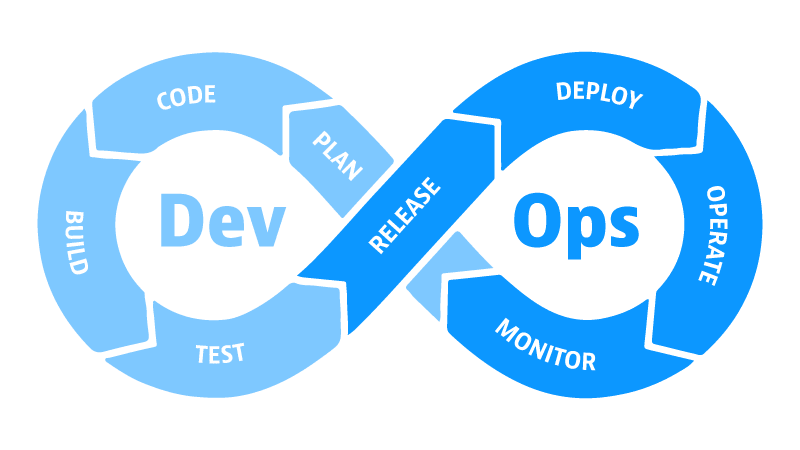 CODE
PLAN
BUILD
TEST
Dev
RELEASE
Ops
DEPLOY
OPERATE
MONITOR